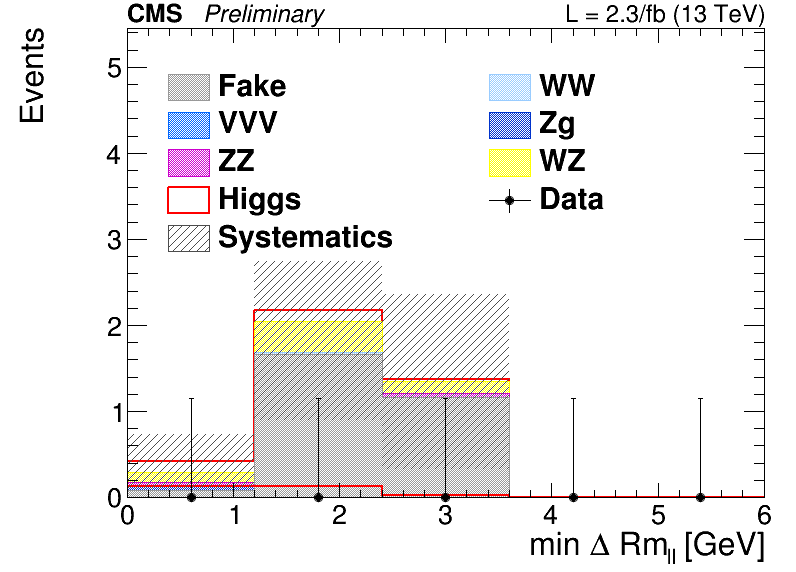 CMS Preliminary L = 2.3/fb (13 TeV)
Events
5
4
3
2
1
0
Fake WW
VVV Zg
ZZ WZ
Higgs Data
Systematics
0 1 2 3 4 5 6
min Δ Rm_ll [GeV]